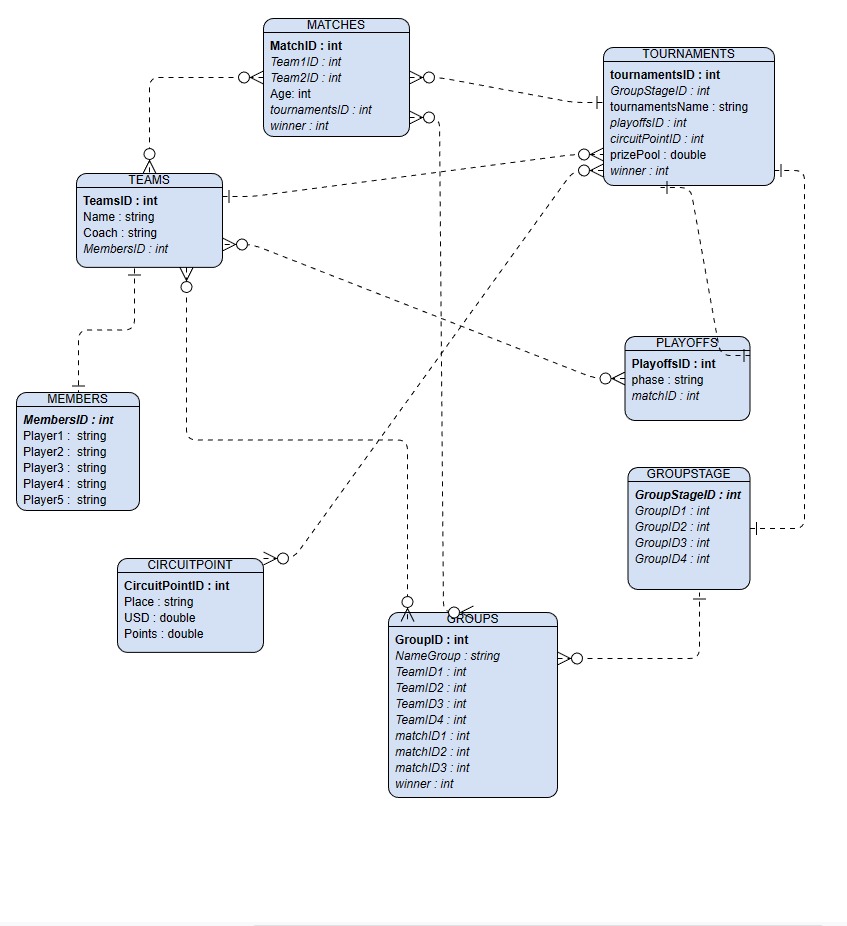 MATCHES
MatchID : int
Team1ID : int
Team2ID : int
Age: int
tournamentsID : int
winner : int
TOURNAMENTS
tournamentsID : int
GroupStageID : int
tournamentsName : string
playoffsID : int
circuitPointID : int
prizePool : double
winner : int
TEAMS
TeamsID : int
Name : string
Coach : string
MembersID : int
PLAYOFFS
PlayoffsID : int
phase : string
matchID : int
MEMBERS
MembersID : int
Player1 : string
Player2 : string
Player3 : string
Player4 : string
Player5 : string
GROUPSTAGE
GroupStageID : int
GroupID1 : int
GroupID2 : int
GroupID3 : int
GroupID4 : int
CIRCUITPOINT
CircuitPointID : int
Place : string
USD : double
Points : double
GROUPS
GroupID : int
NameGroup : string
TeamID1 : int
TeamID2 : int
TeamID3 : int
TeamID4 : int
matchID1 : int
matchID2 : int
matchID3 : int
winner : int